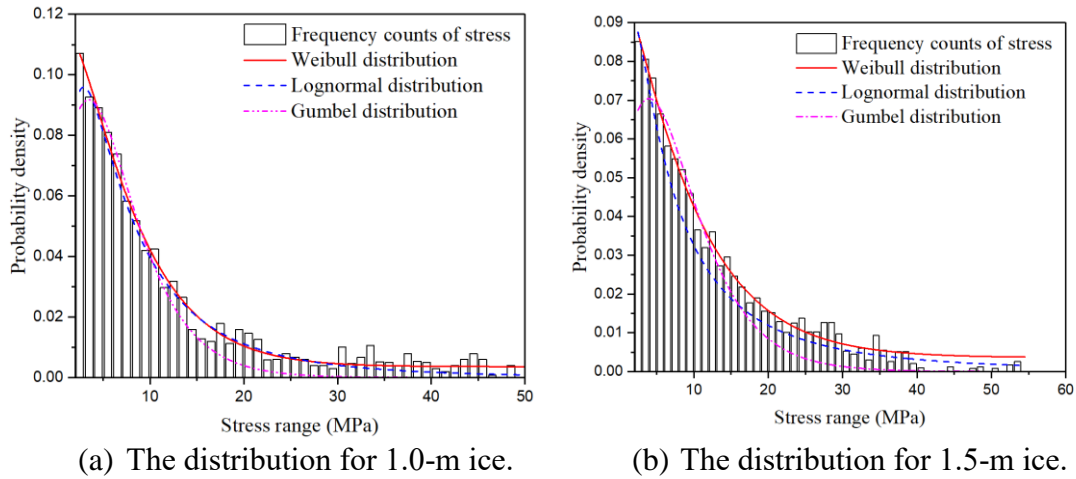 0.12
0.10
0.08
0.06
0.04
0.02
0.00
Probability density
Frequency counts of stress
Weibull distribution
Lognormal distribution
Gumbel distribution
10 20 30 40 50
Stress range (MPa)
(a) The distribution for 1.0-m ice.
0.09
0.08
0.07
0.06
0.05
0.04
0.03
0.02
0.01
0.00
Probability density
Frequency counts of stress
Weibull distribution
Lognormal distribution
Gumbel distribution
10 20 30 40 50 60
Stress range (MPa)
(b) The distribution for 1.5-m ice.